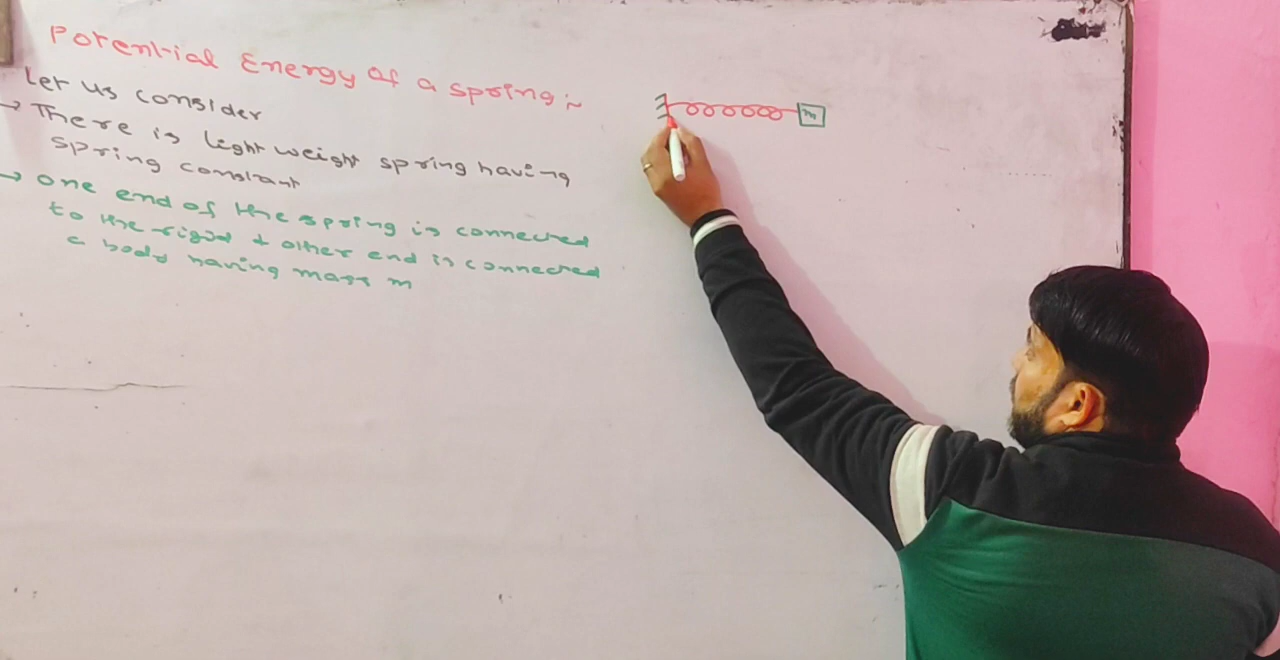 Potential Energy of a spring :~
Let us consider
→ There is light weight spring having
spring constant
→ one end of the spring is connected
to the rigid & other end is connected
a body having mass m
m